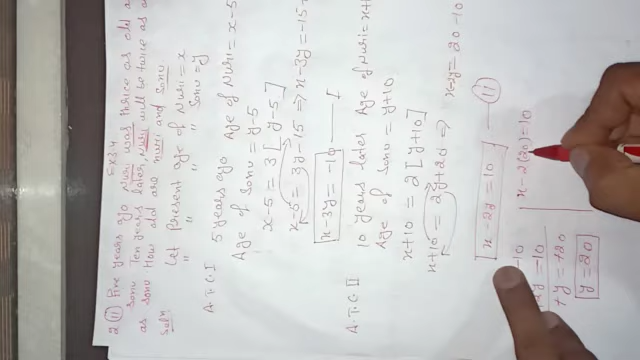 EX 3.4
2 (ii) Five years ago Nuri was thrice as old as
Sonu Ten years later, Nuri will be twice as old
as Sonu How old are Nuri and Sonu
Soln: Let present age of Nuri = x
" " " Sonu = y
A.T.C. I 5 years ago Age of Nuri = x-5
Age of Sonu = y-5
x-5 = 3[y-5]
x-5 = 3y-15 ⇒ x-3y = -15
x-3y = -10 — I
A.T.C II 10 years later Age of Nuri = x+
Age of Sonu = y+10
x+10 = 2[y+10]
x+10 = 2y+20 ⇒ x-2y = 20-10
x-2y = 10 — (II)
-10 x-2(20) = 10
y = 10
+y = +20
y = 20